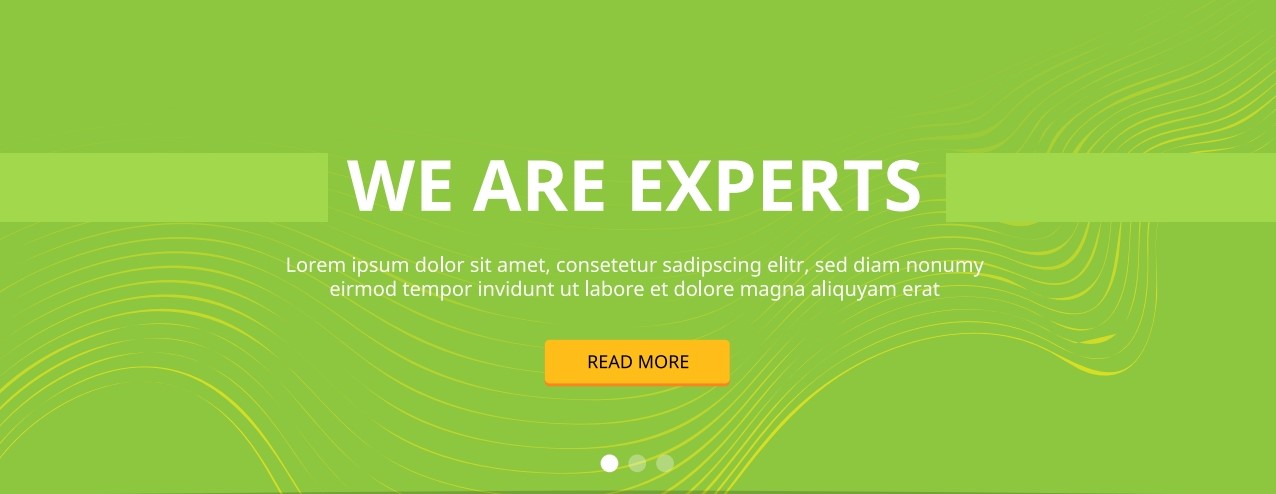 WE ARE EXPERTS
Lorem ipsum dolor sit amet, consetetur sadipscing elitr, sed diam nonumy
eirmod tempor invidunt ut labore et dolore magna aliquyam erat
READ MORE